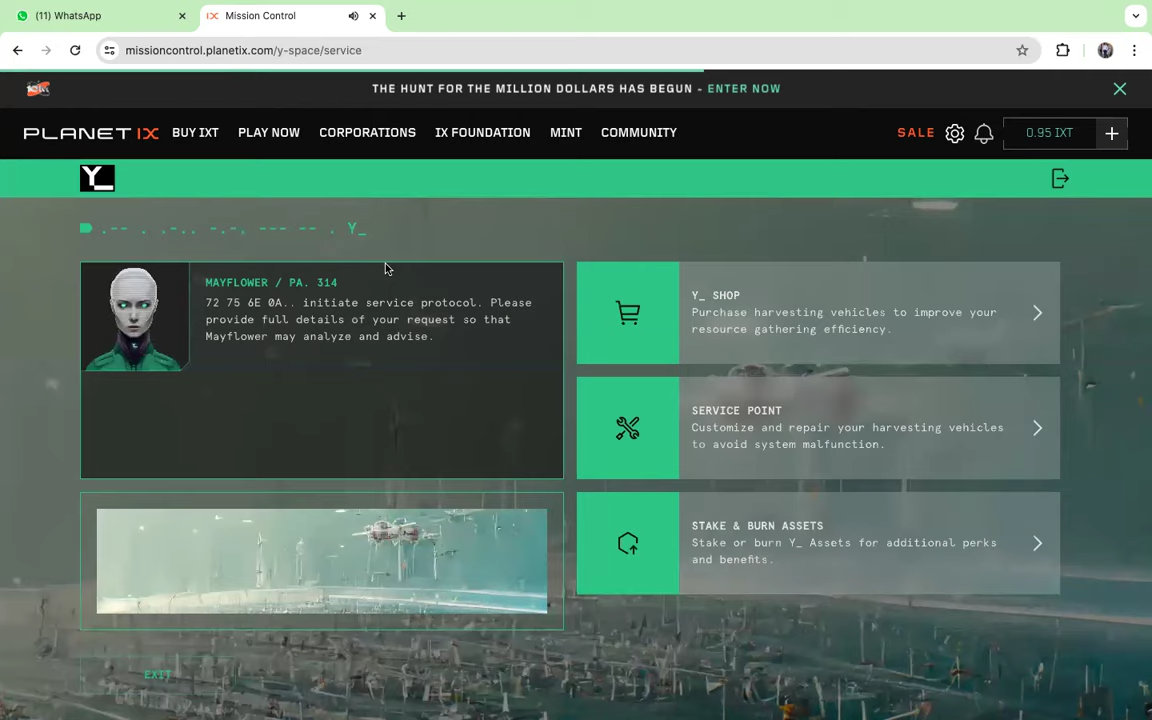 (11) WhatsApp
Mission Control
missioncontrol.planetix.com/y-space/service
THE HUNT FOR THE MILLION DOLLARS HAS BEGUN - ENTER NOW
PLANET IX BUY IXT PLAY NOW CORPORATIONS IX FOUNDATION MINT COMMUNITY SALE 0.95 IXT +
Y_
.-- . .-.. -.-. --- -- . Y_
MAYFLOWER / PA. 314
72 75 6E 0A.. initiate service protocol. Please
provide full details of your request so that
Mayflower may analyze and advise.
Y_ SHOP
Purchase harvesting vehicles to improve your
resource gathering efficiency.
SERVICE POINT
Customize and repair your harvesting vehicles
to avoid system malfunction.
STAKE & BURN ASSETS
Stake or burn Y_ Assets for additional perks
and benefits.
EXIT